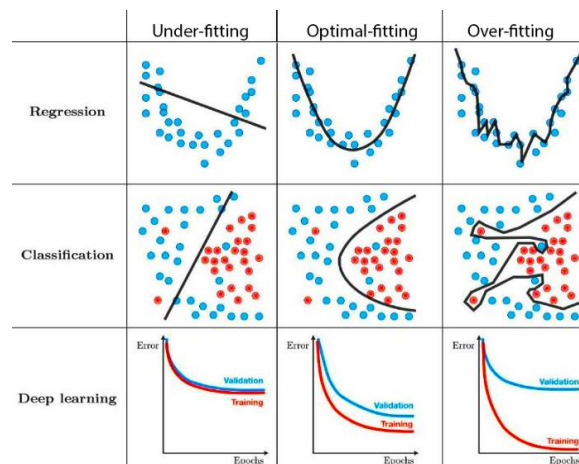 Under-fitting
Optimal-fitting
Over-fitting
Regression
Classification
Deep learning
Error
Validation
Training
Epochs
Error
Validation
Training
Epochs
Error
Validation
Training
Epochs